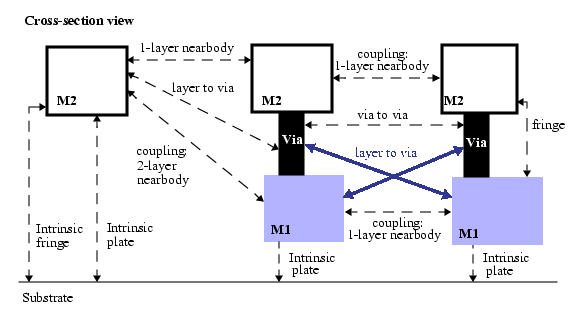 Cross-section view
1-layer nearbody
coupling:
1-layer nearbody
layer to via
M2
M2
M2
via to via
fringe
Via
Via
layer to via
coupling:
2-layer
nearbody
M1
M1
coupling:
1-layer nearbody
Intrinsic
fringe
Intrinsic
plate
Intrinsic
plate
Intrinsic
plate
Substrate